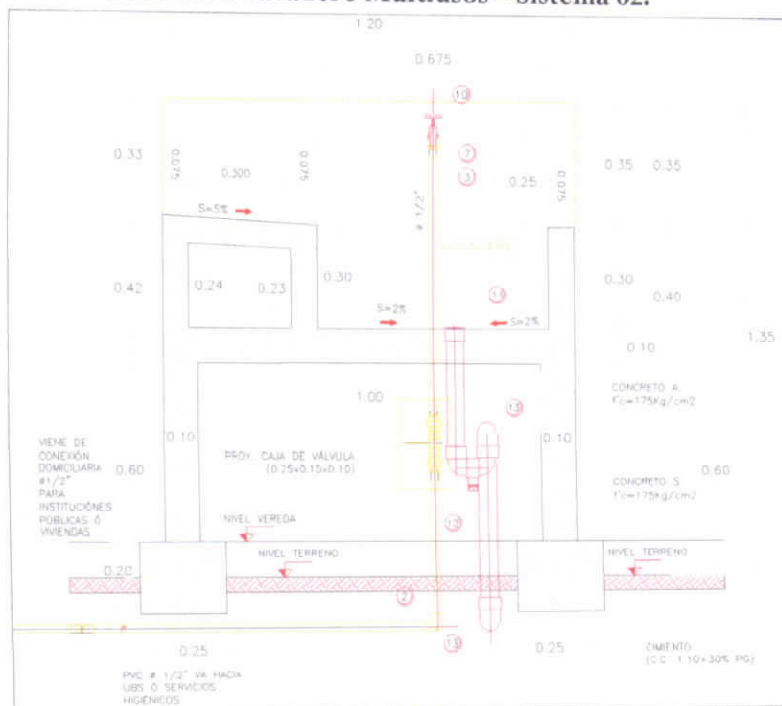 Multiusos – Sistema 02.
1.20
0.675
10
0.33
0.075
0.300
0.075
7
3
0.25
0.075
0.35
0.35
S=5%
ø 1/2"
0.42
0.24
0.23
0.30
11
0.30
0.40
S=2%
S=2%
1.35
0.10
1.00
CONCRETO A.
f'c=175Kg/cm2
13
0.10
0.10
VIENE DE
CONEXIÓN
DOMICILIARIA
ø1/2"
PARA
INSTITUCIÓNES
PÚBLICAS Ó
VIVIENDAS
0.60
PROY. CAJA DE VÁLVULA
(0.25x0.15x0.10)
CONCRETO S.
f'c=175Kg/cm2
0.60
NIVEL VEREDA
12
NIVEL TERRENO
NIVEL TERRENO
0.20
2
0.25
0.25
CIMIENTO
(C:C 1:10+30% PG)
PVC ø 1/2" VA HACIA
UBS Ó SERVICIOS
HIGIÉNICOS